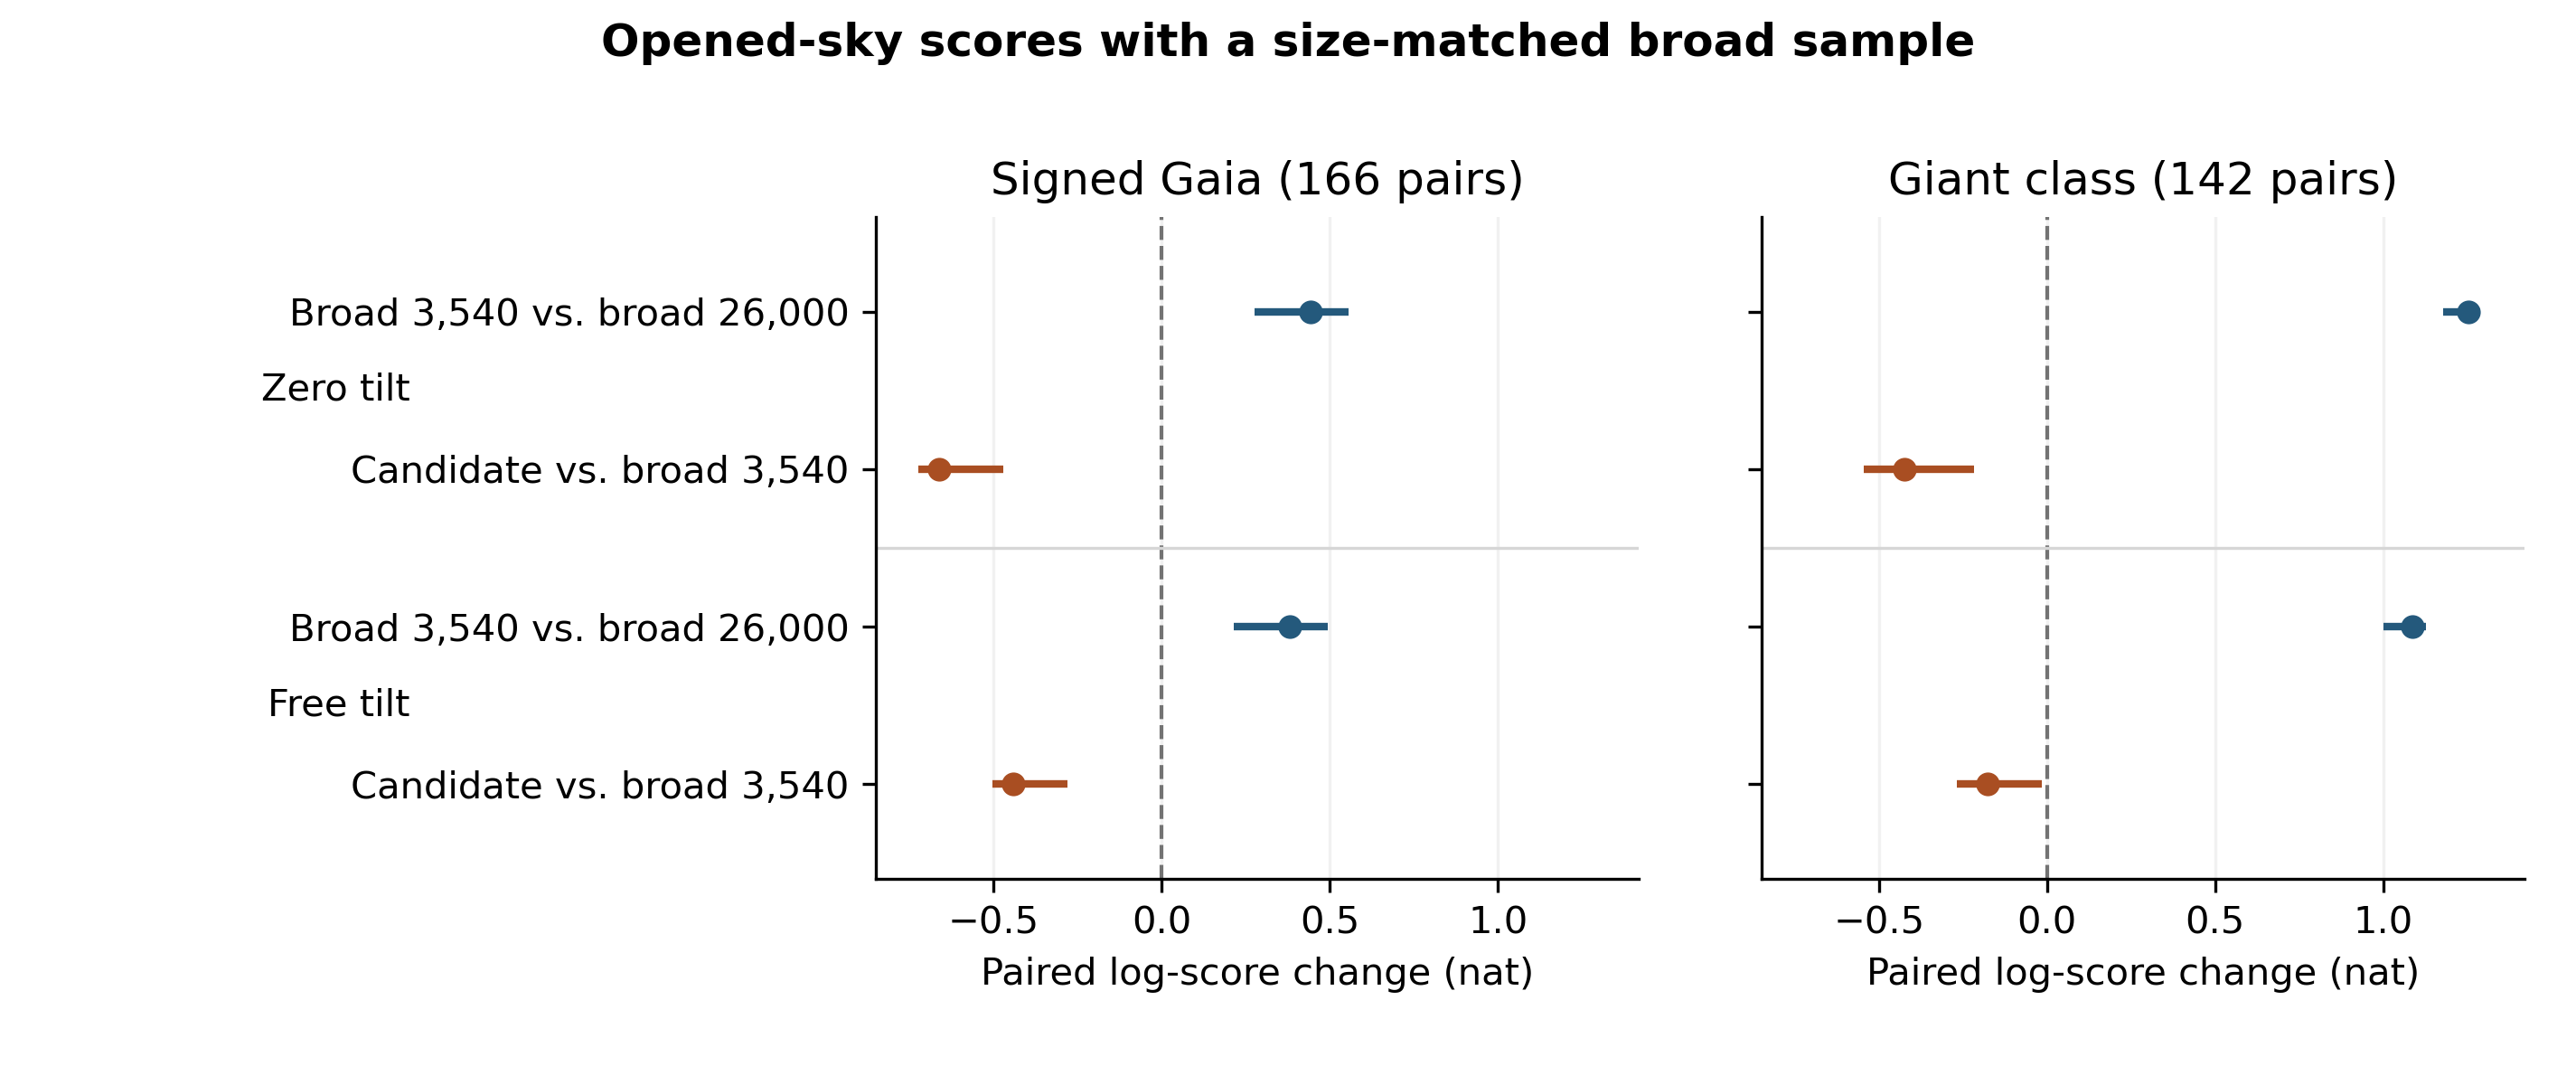 Opened-sky scores with a size-matched broad sample
Signed Gaia (166 pairs)
Giant class (142 pairs)
Broad 3,540 vs. broad 26,000
Zero tilt
Candidate vs. broad 3,540
Broad 3,540 vs. broad 26,000
Free tilt
Candidate vs. broad 3,540
−0.5 0.0 0.5 1.0
−0.5 0.0 0.5 1.0
Paired log-score change (nat)
Paired log-score change (nat)